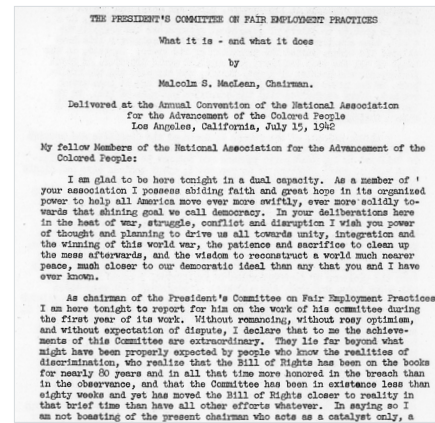 THE PRESIDENT'S COMMITTEE ON FAIR EMPLOYMENT PRACTICES
What it is - and what it does
by
Malcolm S. MacLean, Chairman.
Delivered at the Annual Convention of the National Association
for the Advancement of the Colored People
Los Angeles, California, July 15, 1942
My fellow Members of the National Association for the Advancement of the
Colored People:
I am glad to be here tonight in a dual capacity. As a member of '
your association I possess abiding faith and great hope in its organized
power to help all America move ever more swiftly, ever more solidly to-
wards that shining goal we call democracy. In your deliberations here
in the heat of war, struggle, conflict and disruption I wish you power
of thought and planning to drive us all towards unity, integration and
the winning of this world war, the patience and sacrifice to clean up
the mess afterwards, and the wisdom to reconstruct a world much nearer
peace, much closer to our democratic ideal than any that you and I have
ever known.
As chairman of the President's Committee on Fair Employment Practices
I am here tonight to report for him on the work of his committee during
the first year of its work. Without romancing, without rosy optimism,
and without expectation of dispute, I declare that to me the achieve-
ments of this Committee are extraordinary. They lie far beyond what
might have been properly expected by people who know the realities of
discrimination, who realize that the Bill of Rights has been on the books
for nearly 80 years and in all that time more honored in the breach than
in the observance, and that the Committee has been in existence less than
eighty weeks and yet has moved the Bill of Rights closer to reality in
that brief time than have all other efforts whatever. In saying so I
am not boasting of the present chairman who acts as a catalyst only, a